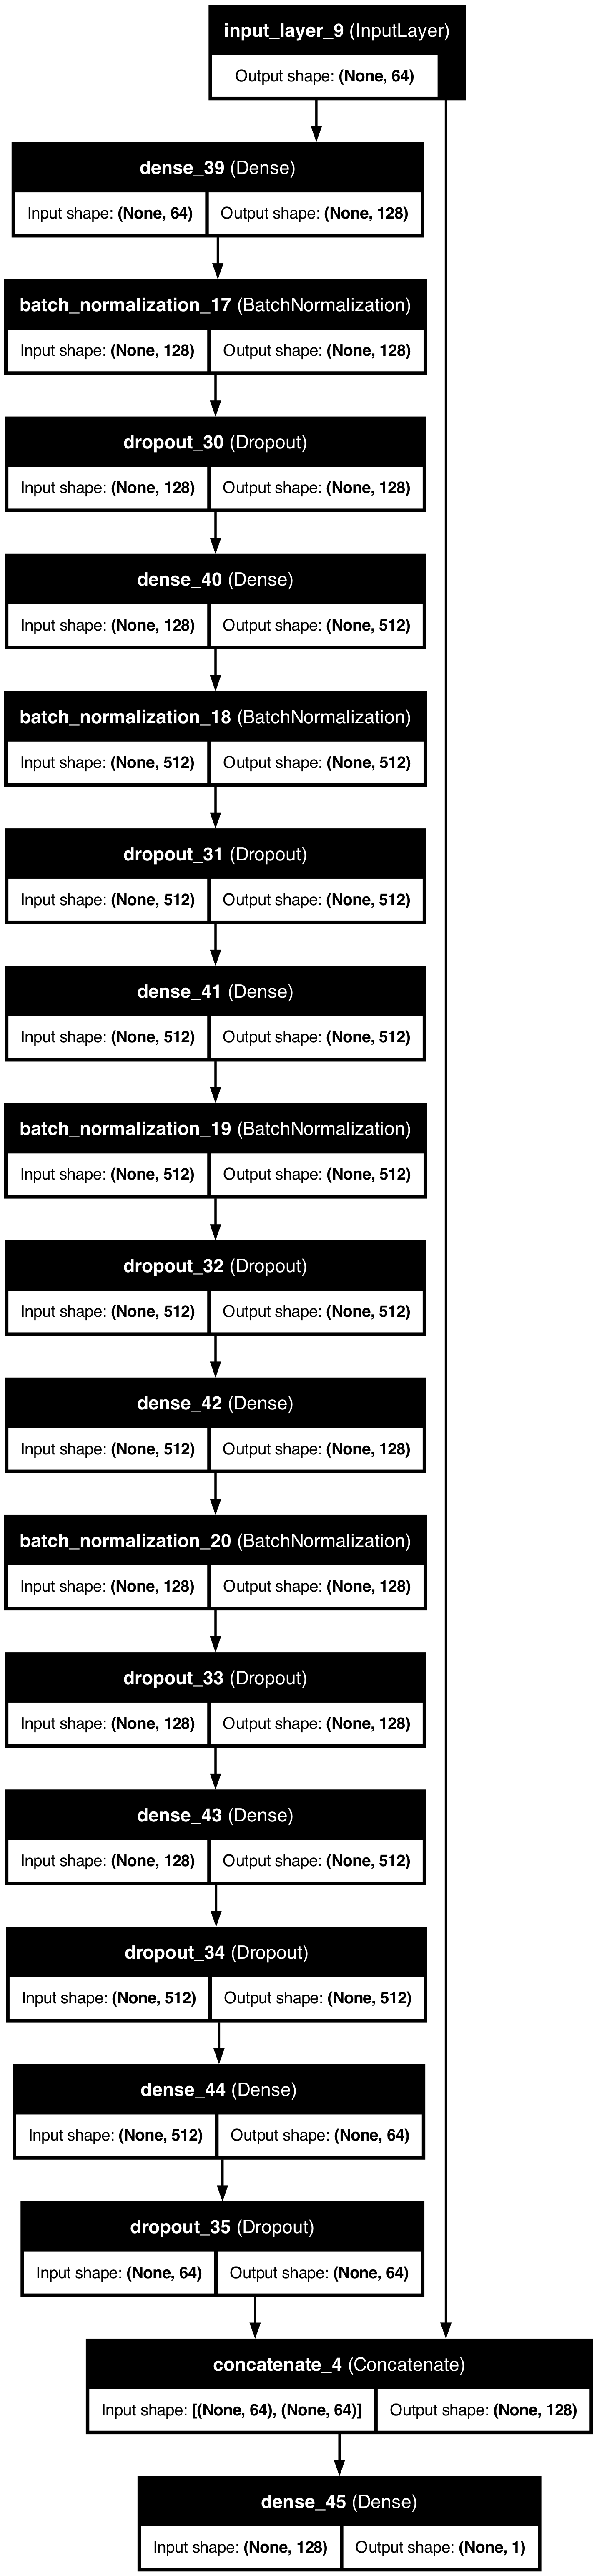 input_layer_9 (InputLayer)
Output shape: (None, 64)
dense_39 (Dense)
Input shape: (None, 64) Output shape: (None, 128)
batch_normalization_17 (BatchNormalization)
Input shape: (None, 128) Output shape: (None, 128)
dropout_30 (Dropout)
Input shape: (None, 128) Output shape: (None, 128)
dense_40 (Dense)
Input shape: (None, 128) Output shape: (None, 512)
batch_normalization_18 (BatchNormalization)
Input shape: (None, 512) Output shape: (None, 512)
dropout_31 (Dropout)
Input shape: (None, 512) Output shape: (None, 512)
dense_41 (Dense)
Input shape: (None, 512) Output shape: (None, 512)
batch_normalization_19 (BatchNormalization)
Input shape: (None, 512) Output shape: (None, 512)
dropout_32 (Dropout)
Input shape: (None, 512) Output shape: (None, 512)
dense_42 (Dense)
Input shape: (None, 512) Output shape: (None, 128)
batch_normalization_20 (BatchNormalization)
Input shape: (None, 128) Output shape: (None, 128)
dropout_33 (Dropout)
Input shape: (None, 128) Output shape: (None, 128)
dense_43 (Dense)
Input shape: (None, 128) Output shape: (None, 512)
dropout_34 (Dropout)
Input shape: (None, 512) Output shape: (None, 512)
dense_44 (Dense)
Input shape: (None, 512) Output shape: (None, 64)
dropout_35 (Dropout)
Input shape: (None, 64) Output shape: (None, 64)
concatenate_4 (Concatenate)
Input shape: [(None, 64), (None, 64)] Output shape: (None, 128)
dense_45 (Dense)
Input shape: (None, 128) Output shape: (None, 1)